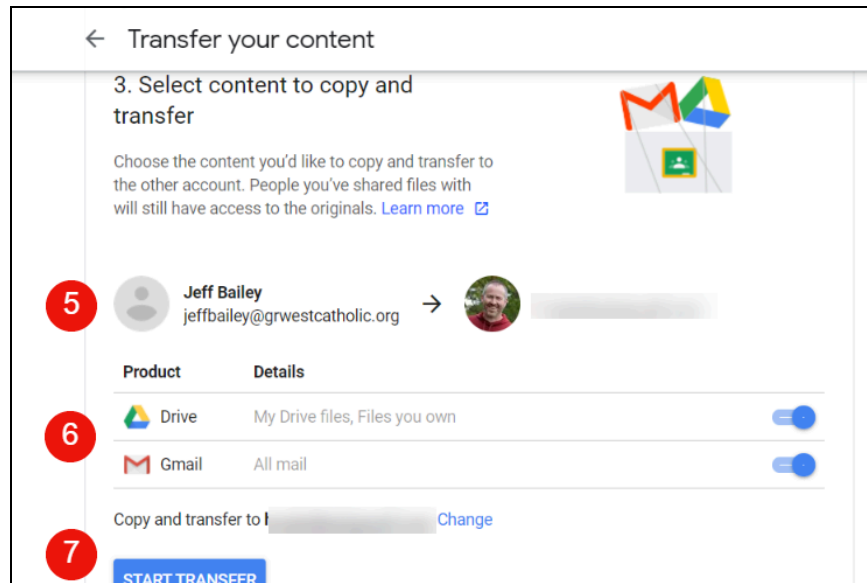 ← Transfer your content
3. Select content to copy and
transfer
Choose the content you'd like to copy and transfer to
the other account. People you've shared files with
will still have access to the originals. Learn more
5
Jeff Bailey
jeffbailey@grwestcatholic.org →
Product Details
6
Drive My Drive files, Files you own
Gmail All mail
Copy and transfer to Change
7
START TRANSFER